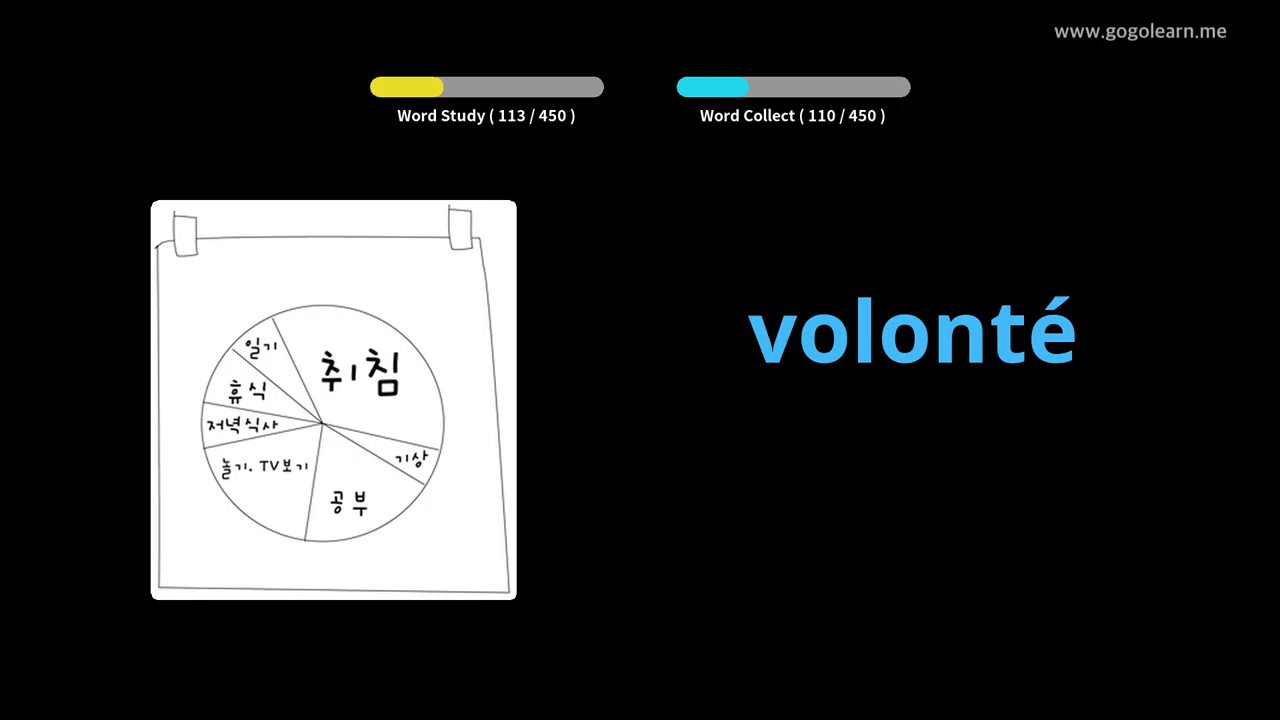 www.gogolearn.me
Word Study ( 113 / 450 )
Word Collect ( 110 / 450 )
일기
취침
휴식
저녁식사
놀기. TV보기
기상
공부
volonté